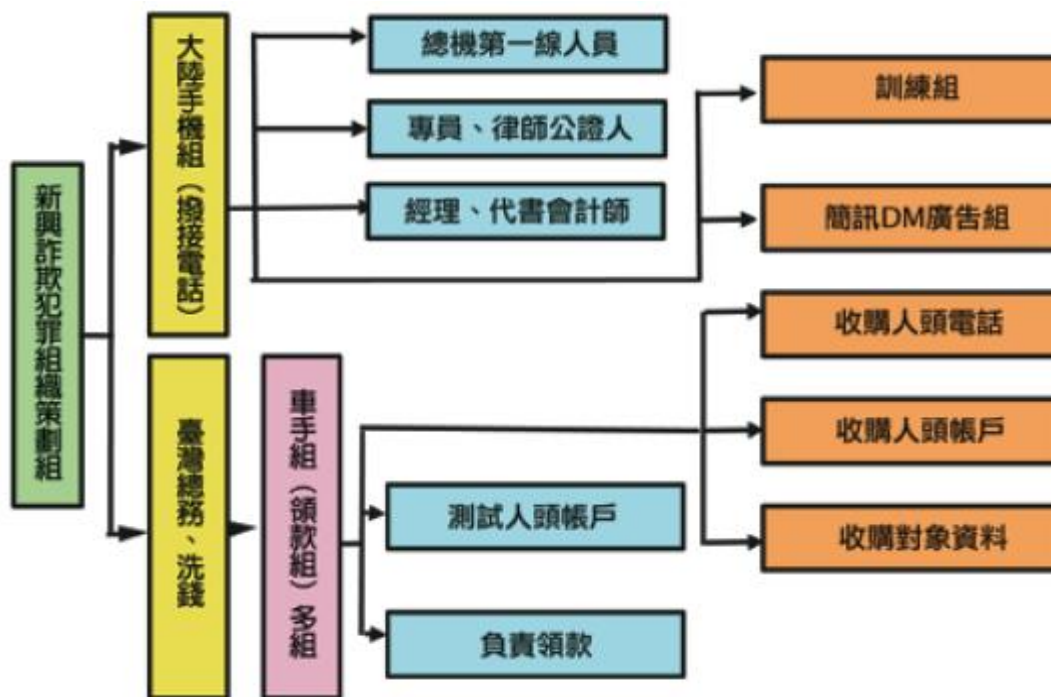 新興詐欺犯罪組織策劃組
大陸手機組（撥接電話）
總機第一線人員
專員、律師公證人
經理、代書會計師
訓練組
簡訊DM廣告組
臺灣總務、洗錢
車手組（領款組）多組
測試人頭帳戶
負責領款
收購人頭電話
收購人頭帳戶
收購對象資料